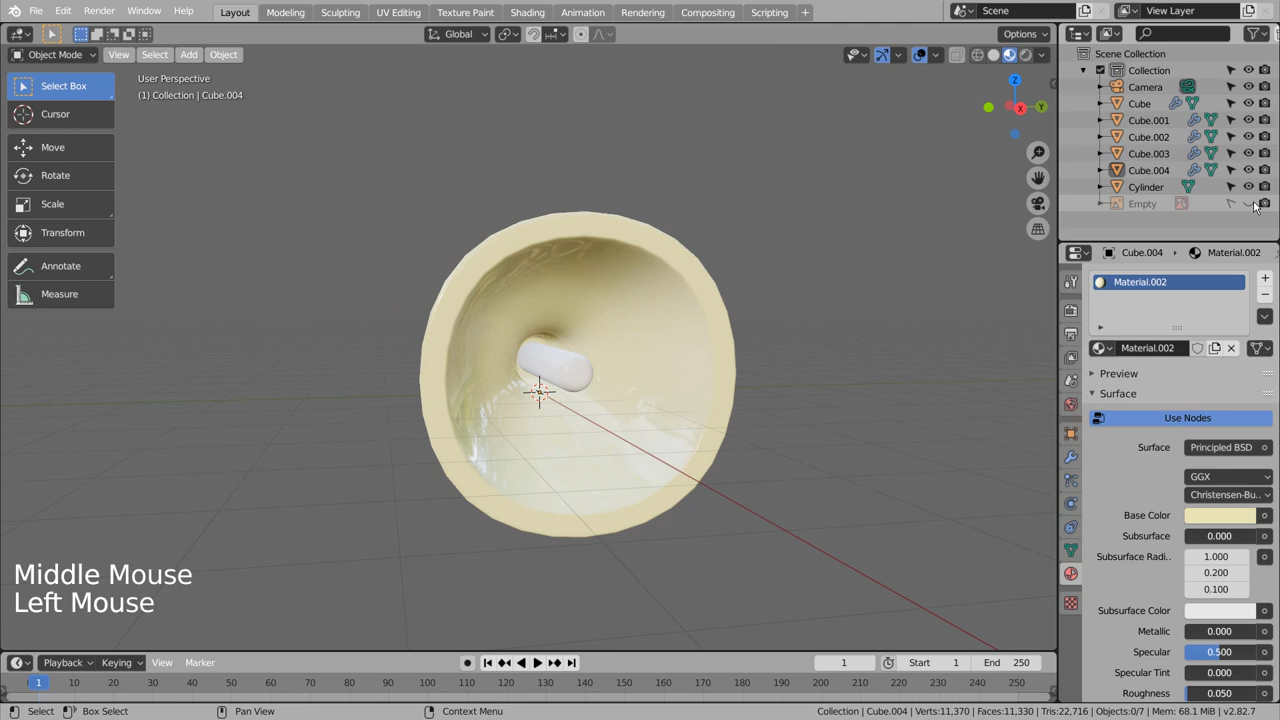 File Edit Render Window Help Layout Modeling Sculpting UV Editing Texture Paint Shading Animation Rendering Compositing Scripting + Scene View Layer
Global Options
Object Mode View Select Add Object
Scene Collection
Collection
Camera
Cube
Cube.001
Cube.002
Cube.003
Cube.004
Cylinder
Empty
Select Box
Cursor
Move
Rotate
Scale
Transform
Annotate
Measure
User Perspective
(1) Collection | Cube.004
Z
Y
X
Cube.004 Material.002
Material.002
Material.002
Preview
Surface
Use Nodes
Surface Principled BSD
GGX
Christensen-Bu..
Base Color
Subsurface 0.000
Subsurface Radi.. 1.000
0.200
0.100
Subsurface Color
Metallic 0.000
Specular 0.500
Specular Tint 0.000
Roughness 0.050
Middle Mouse
Left Mouse
Playback Keying View Marker 1 Start 1 End 250
1 10 20 30 40 50 60 70 80 90 100 110 120 130 140 150 160 170 180 190 200 210 220 230 240 250
Select Box Select Pan View Context Menu Collection | Cube.004 | Verts:11,370 | Faces:11,330 | Tris:22,716 | Objects:0/7 | Mem: 68.1 MiB | v2.82.7